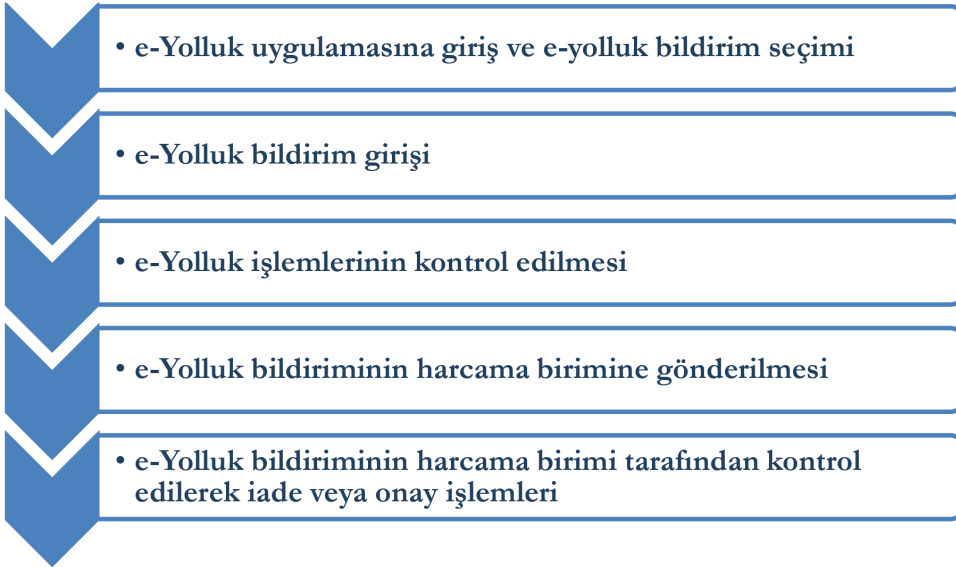 • e-Yolluk uygulamasına giriş ve e-yolluk bildirim seçimi
• e-Yolluk bildirim girişi
• e-Yolluk işlemlerinin kontrol edilmesi
• e-Yolluk bildiriminin harcama birimine gönderilmesi
• e-Yolluk bildiriminin harcama birimi tarafından kontrol
edilerek iade veya onay işlemleri